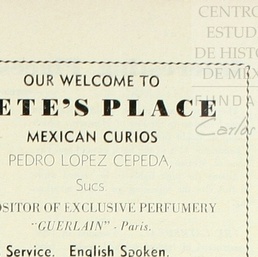 CENTRO
ESTUD
DE HISTO
DE MÉX
FUNDA
Carlos
OUR WELCOME TO
ETE'S PLACE
MEXICAN CURIOS
PEDRO LOPEZ CEPEDA,
Sucs
OSITOR OF EXCLUSIVE PERFUMERY
"GUERLAIN" - Paris.
Service. English Spoken.